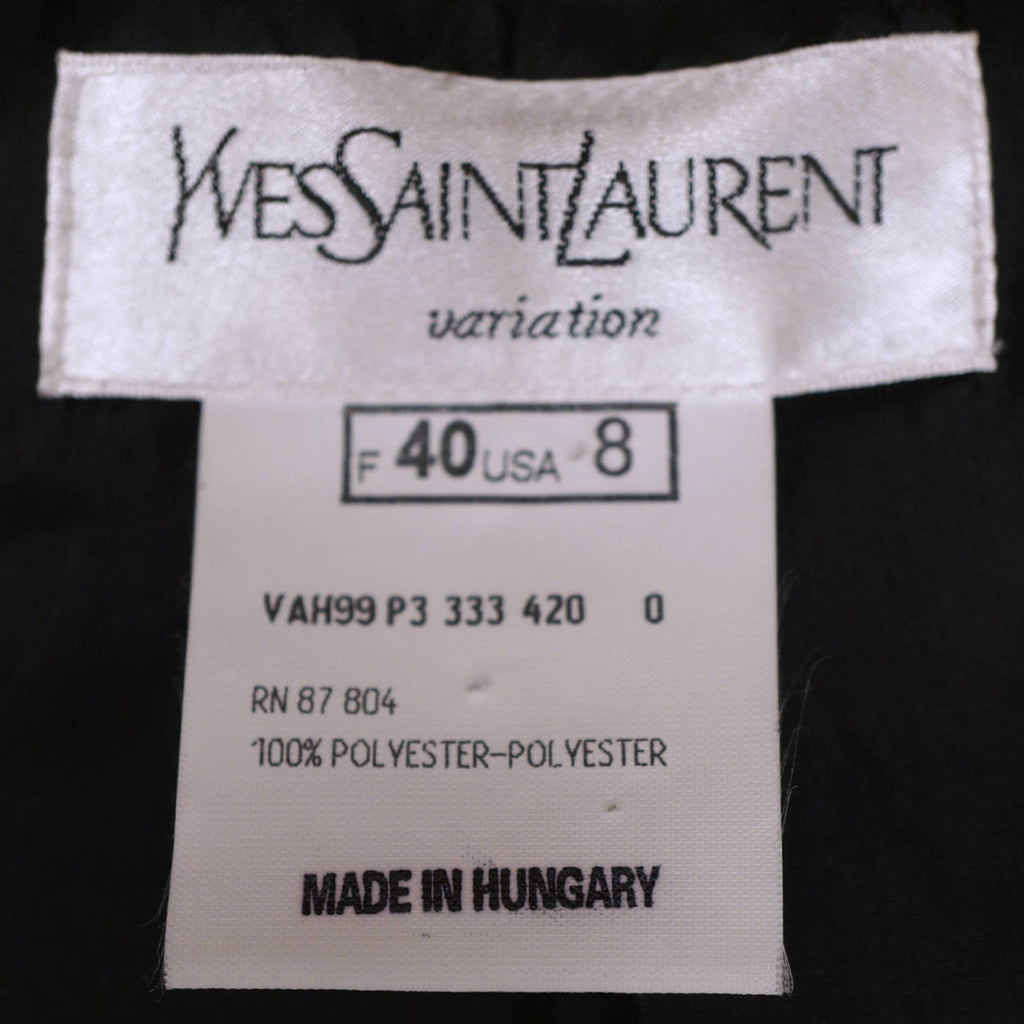 YVESSAINTLAURENT
variation
F 40 USA 8
VAH99 P3 333 420 0
RN 87 804
100% POLYESTER-POLYESTER
MADE IN HUNGARY